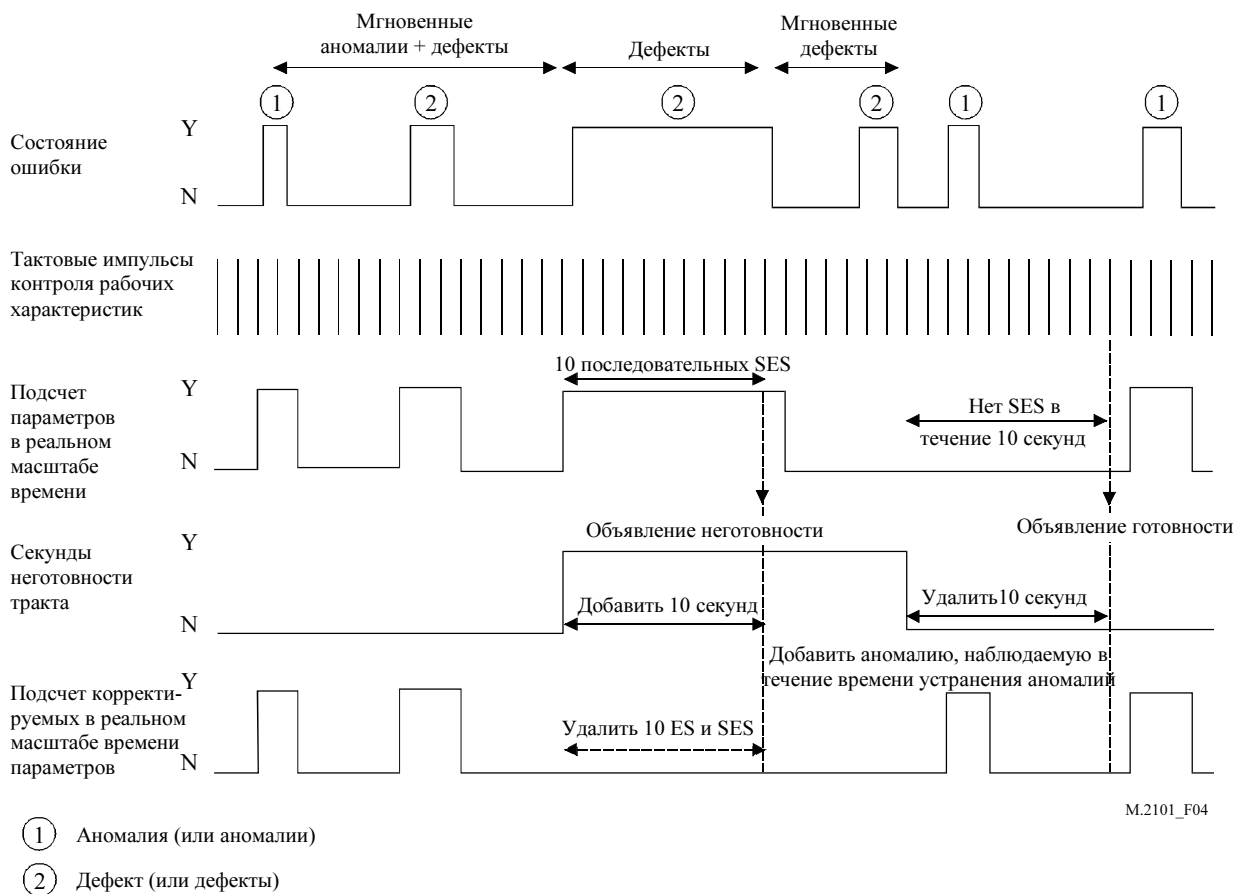 Мгновенные
аномалии + дефекты
Дефекты
Мгновенные
дефекты
1
2
2
2
1
1
Состояние
ошибки
Y
N
Тактовые импульсы
контроля рабочих
характеристик
Подсчет
параметров
в реальном
масштабе
времени
Y
N
10 последовательных SES
Нет SES в
течение 10 секунд
Секунды
неготовности
тракта
Y
N
Объявление неготовности
Объявление готовности
Добавить 10 секунд
Удалить10 секунд
Добавить аномалию, наблюдаемую в
течение времени устранения аномалий
Подсчет корректи-
руемых в реальном
масштабе времени
параметров
Y
N
Удалить 10 ES и SES
M.2101_F04
1 Аномалия (или аномалии)
2 Дефект (или дефекты)